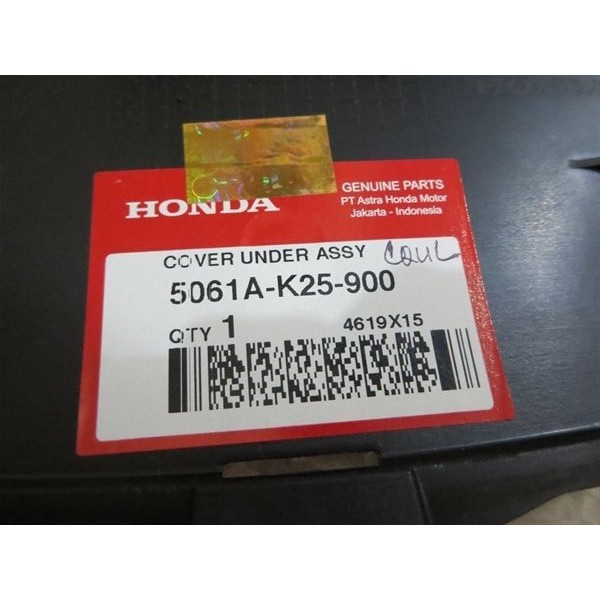 HONDA
GENUINE PARTS
PT Astra Honda Motor
Jakarta - Indonesia
COVER UNDER ASSY
5061A-K25-900
QTY 1
4619X15